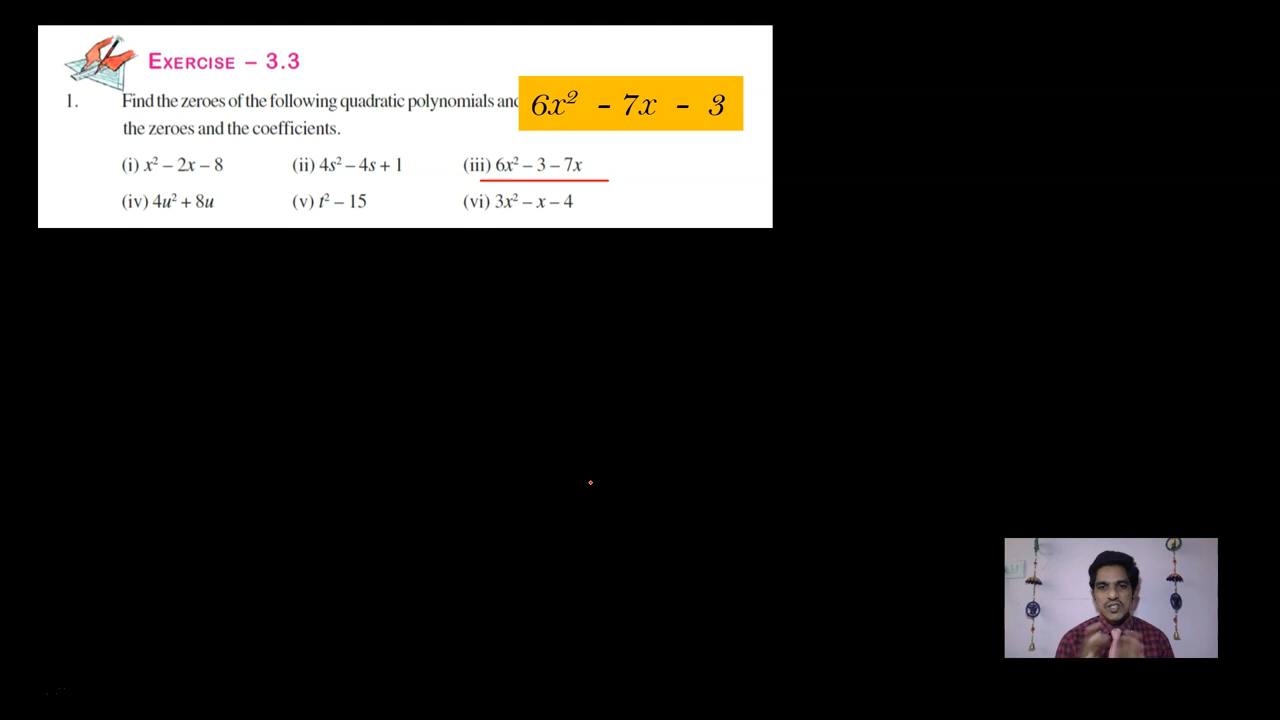 EXERCISE – 3.3
1. Find the zeroes of the following quadratic polynomials and
6x² - 7x - 3
the zeroes and the coefficients.
(i) x² – 2x – 8 (ii) 4s² – 4s + 1 (iii) 6x² – 3 – 7x
(iv) 4u² + 8u (v) t² – 15 (vi) 3x² – x – 4